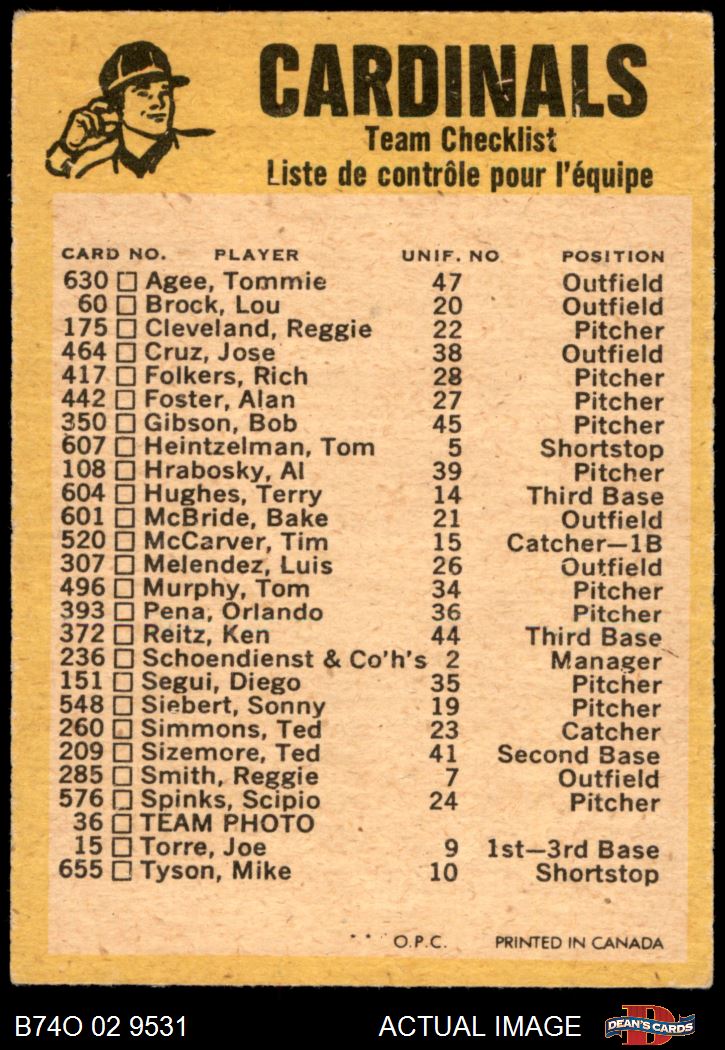 CARDINALS
Team Checklist
Liste de contrôle pour l'équipe
CARD NO. PLAYER UNIF. NO POSITION
630 □ Agee, Tommie 47 Outfield
60 □ Brock, Lou 20 Outfield
175 □ Cleveland, Reggie 22 Pitcher
464 □ Cruz, Jose 38 Outfield
417 □ Folkers, Rich 28 Pitcher
442 □ Foster, Alan 27 Pitcher
350 □ Gibson, Bob 45 Pitcher
607 □ Heintzelman, Tom 5 Shortstop
108 □ Hrabosky, Al 39 Pitcher
604 □ Hughes, Terry 14 Third Base
601 □ McBride, Bake 21 Outfield
520 □ McCarver, Tim 15 Catcher—1B
307 □ Melendez, Luis 26 Outfield
496 □ Murphy, Tom 34 Pitcher
393 □ Pena, Orlando 36 Pitcher
372 □ Reitz, Ken 44 Third Base
236 □ Schoendienst & Co'h's 2 Manager
151 □ Segui, Diego 35 Pitcher
548 □ Siebert, Sonny 19 Pitcher
260 □ Simmons, Ted 23 Catcher
209 □ Sizemore, Ted 41 Second Base
285 □ Smith, Reggie 7 Outfield
576 □ Spinks, Scipio 24 Pitcher
36 □ TEAM PHOTO
15 □ Torre, Joe 9 1st—3rd Base
655 □ Tyson, Mike 10 Shortstop
* * O.P.C. PRINTED IN CANADA
B74O 02 9531 ACTUAL IMAGE DEAN'S CARDS